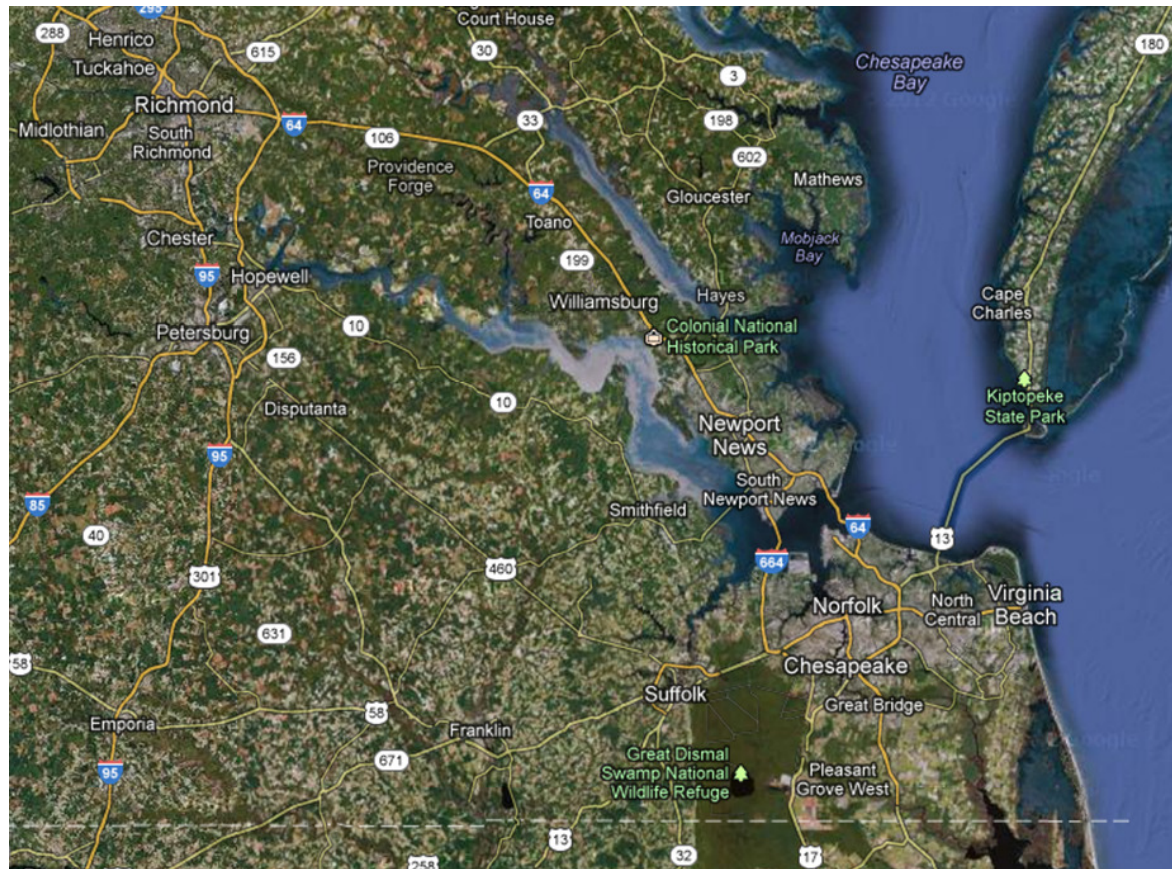 295
288
Henrico
Court House
615
30
Tuckahoe
3
180
Chesapeake
Bay
Richmond
Midlothian
South
Richmond
64
106
33
198
Providence
Forge
602
64
Gloucester
Mathews
Toano
Chester
Mobjack
Bay
95
Hopewell
199
Williamsburg
Hayes
Cape
Charles
Petersburg
10
Colonial National
Historical Park
156
Disputanta
10
Kiptopeke
State Park
Newport
News
95
South
Newport News
85
Smithfield
64
40
13
664
301
460
Norfolk
North
Central
Virginia
Beach
631
58
Chesapeake
Suffolk
Great Bridge
58
Emporia
Franklin
671
Great Dismal
Swamp National
Wildlife Refuge
95
Pleasant
Grove West
13
32
17
258